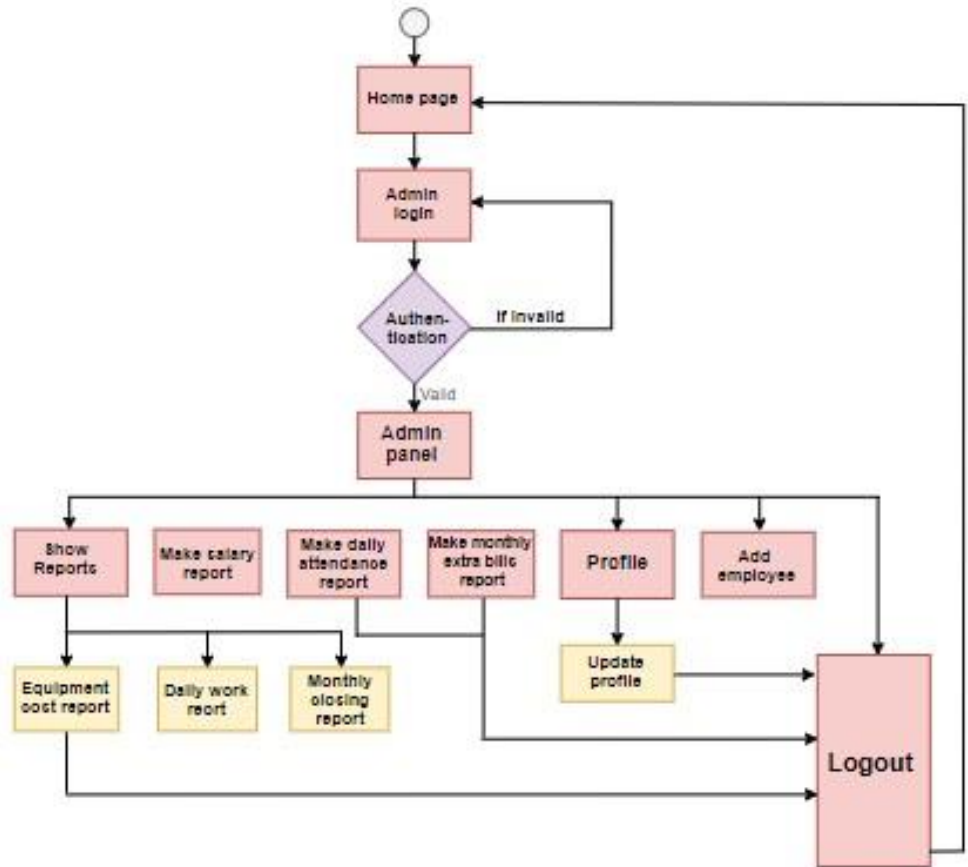 Home page
Admin
login
Authen-
tication
If Invalid
Valid
Admin
panel
Show
Reports
Make salary
report
Make daily
attendance
report
Make monthly
extra bills
report
Profile
Add
employee
Equipment
cost report
Daily work
reort
Monthly
closing
report
Update
profile
Logout